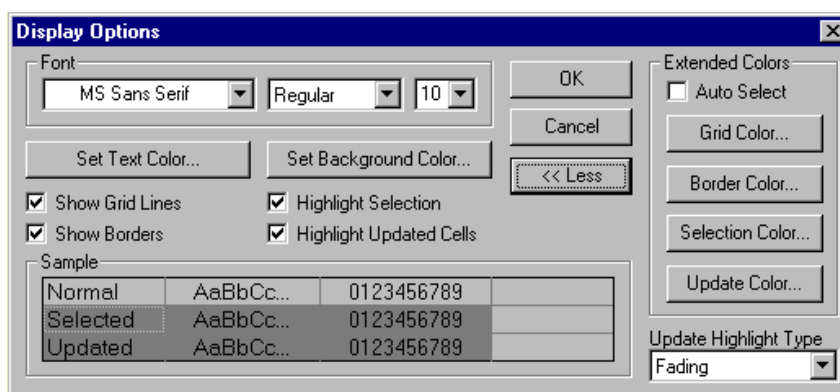 Display Options
Font
MS Sans Serif Regular 10
OK
Cancel
<< Less
Set Text Color... Set Background Color...
Show Grid Lines Highlight Selection
Show Borders Highlight Updated Cells
Sample
Normal AaBbCc... 0123456789
Selected AaBbCc... 0123456789
Updated AaBbCc... 0123456789
Extended Colors
Auto Select
Grid Color...
Border Color...
Selection Color...
Update Color...
Update Highlight Type
Fading